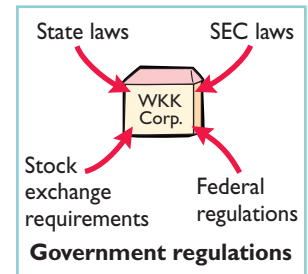 State laws
SEC laws
WKK
Corp.
Stock
exchange
requirements
Federal
regulations
Government regulations